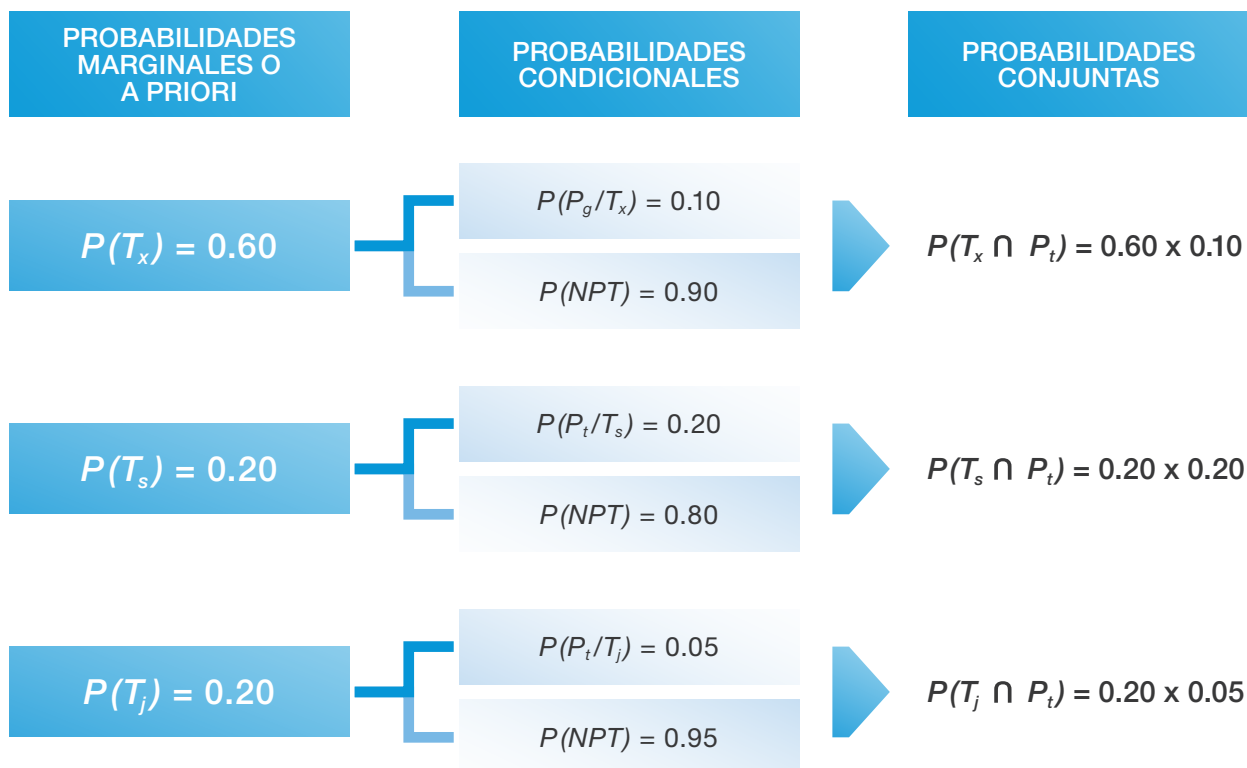 PROBABILIDADES
MARGINALES O
A PRIORI
PROBABILIDADES
CONDICIONALES
PROBABILIDADES
CONJUNTAS
P(Tₓ) = 0.60
P(P_g/Tₓ) = 0.10
P(NPT) = 0.90
P(Tₓ ∩ Pₜ) = 0.60 x 0.10
P(Tₛ) = 0.20
P(Pₜ/Tₛ) = 0.20
P(NPT) = 0.80
P(Tₛ ∩ Pₜ) = 0.20 x 0.20
P(Tⱼ) = 0.20
P(Pₜ/Tⱼ) = 0.05
P(NPT) = 0.95
P(Tⱼ ∩ Pₜ) = 0.20 x 0.05